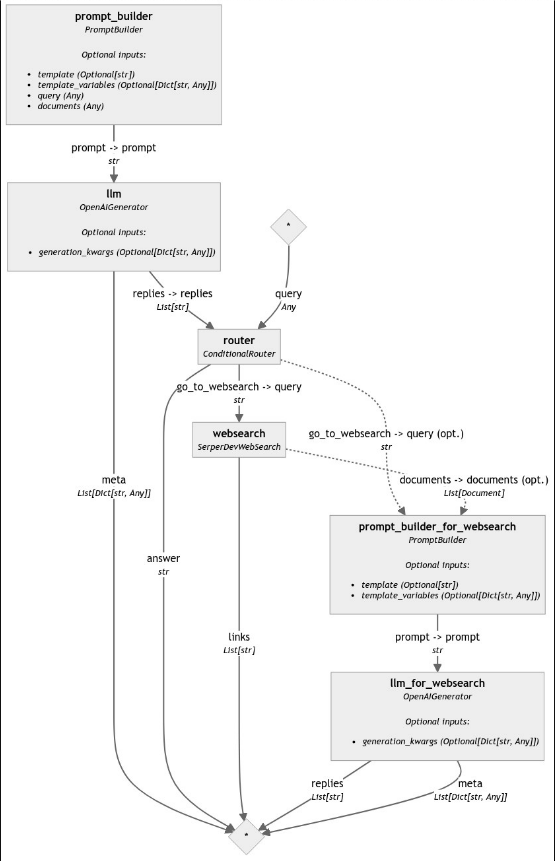 prompt_builder
PromptBuilder
Optional inputs:
• template (Optional[str])
• template_variables (Optional[Dict[str, Any]])
• query (Any)
• documents (Any)
prompt -> prompt
str
llm
OpenAIGenerator
Optional inputs:
• generation_kwargs (Optional[Dict[str, Any]])
*
replies -> replies
List[str]
query
Any
router
ConditionalRouter
go_to_websearch -> query
str
websearch
SerperDevWebSearch
go_to_websearch -> query (opt.)
str
documents -> documents (opt.)
List[Document]
meta
List[Dict[str, Any]]
prompt_builder_for_websearch
PromptBuilder
Optional inputs:
• template (Optional[str])
• template_variables (Optional[Dict[str, Any]])
answer
str
links
List[str]
prompt -> prompt
str
llm_for_websearch
OpenAIGenerator
Optional inputs:
• generation_kwargs (Optional[Dict[str, Any]])
replies
List[str]
meta
List[Dict[str, Any]]
*